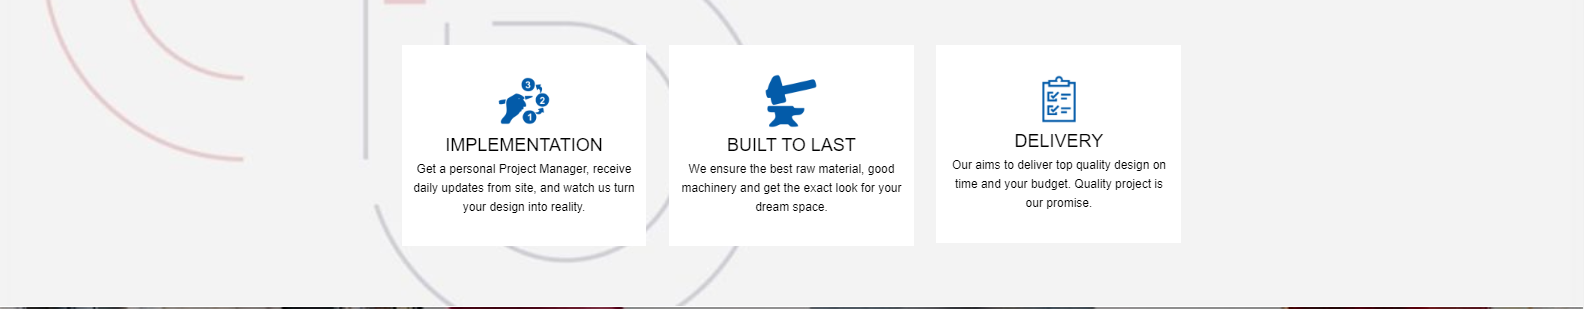 3
2
1
IMPLEMENTATION
Get a personal Project Manager, receive
daily updates from site, and watch us turn
your design into reality.
BUILT TO LAST
We ensure the best raw material, good
machinery and get the exact look for your
dream space.
DELIVERY
Our aims to deliver top quality design on
time and your budget. Quality project is
our promise.